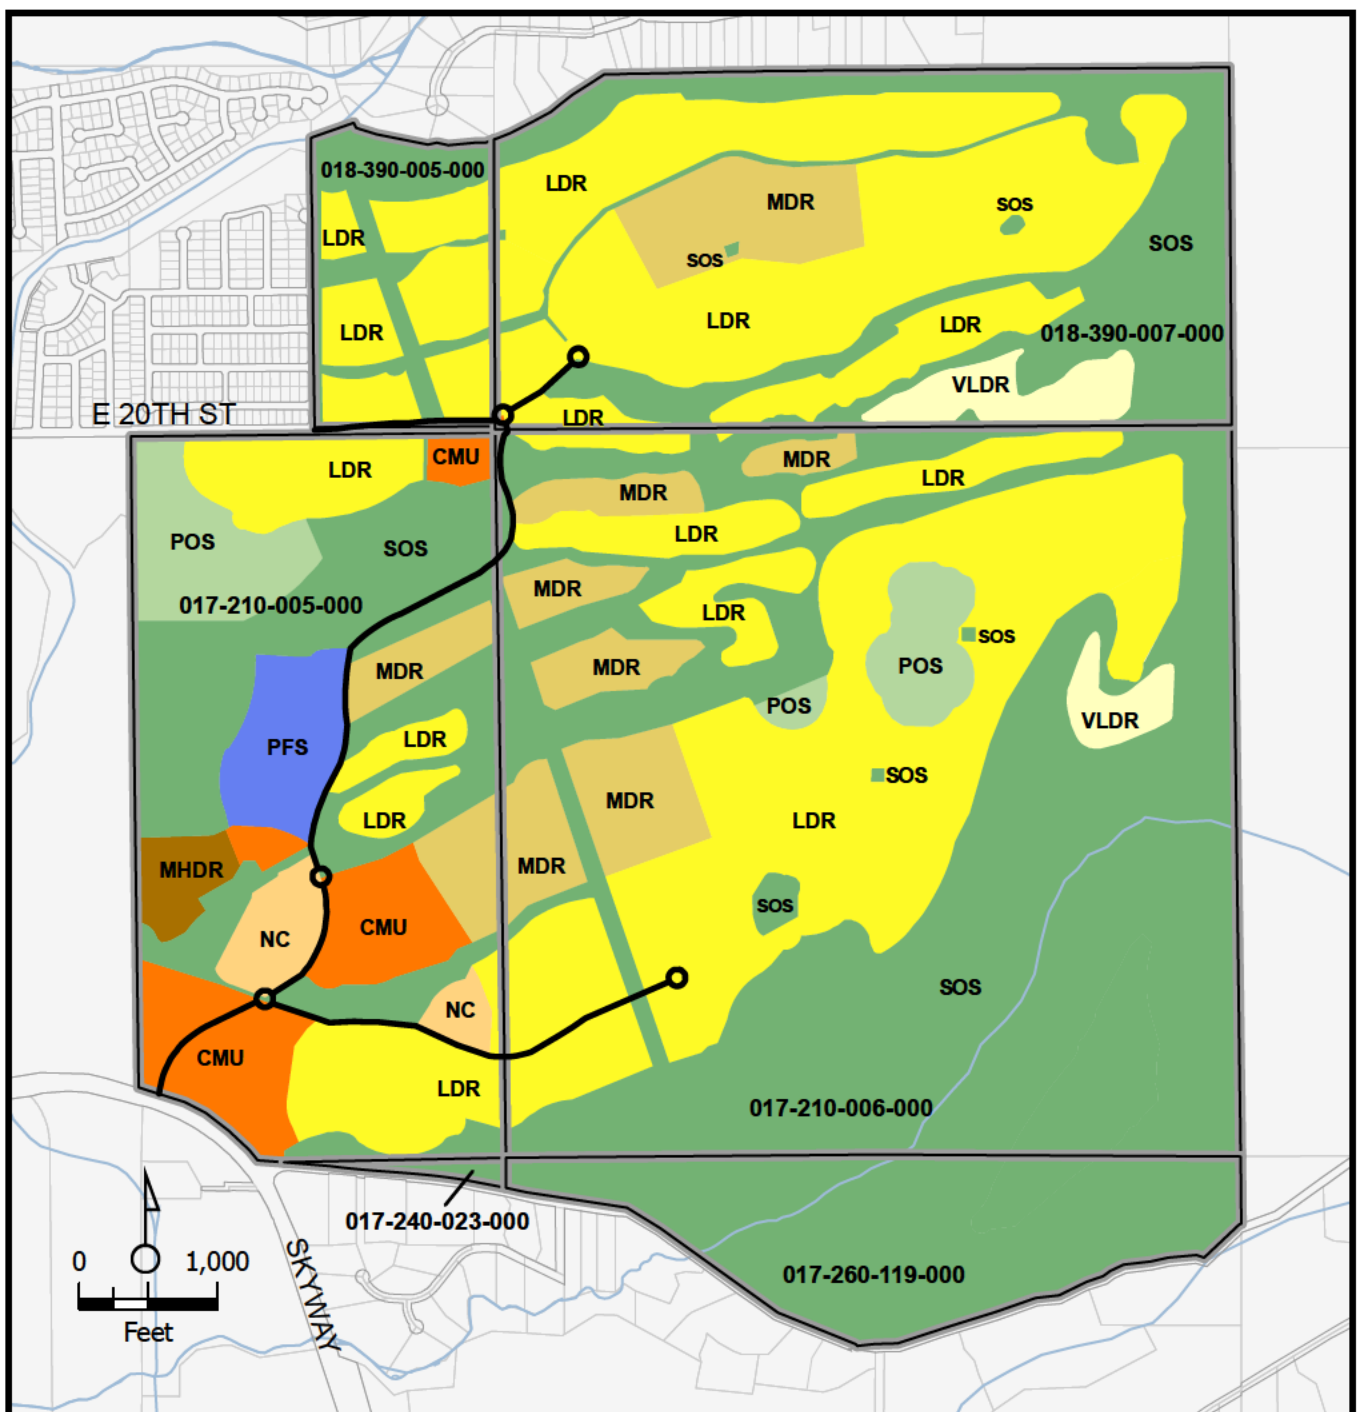 018-390-005-000
LDR
MDR
SOS
LDR
SOS
SOS
LDR
LDR
LDR
018-390-007-000
VLDR
E 20TH ST
LDR
CMU
LDR
MDR
LDR
MDR
LDR
POS
SOS
MDR
017-210-005-000
LDR
SOS
MDR
MDR
POS
POS
VLDR
LDR
PFS
SOS
MDR
LDR
LDR
MHDR
MDR
SOS
CMU
NC
SOS
NC
CMU
LDR
017-210-006-000
017-240-023-000
SKYWAY
0 1,000
Feet
017-260-119-000